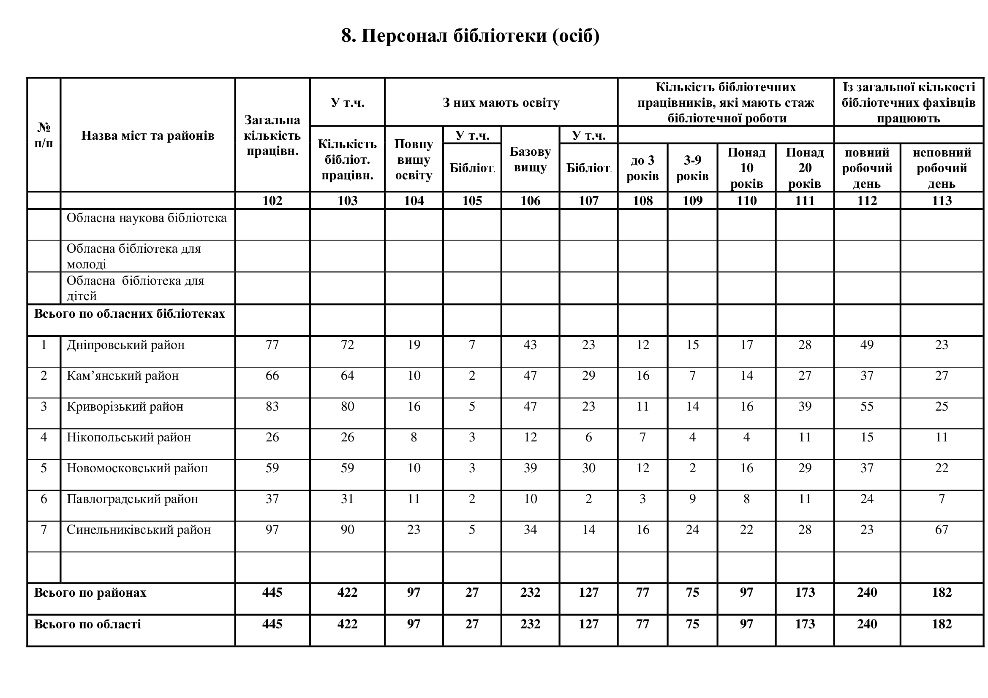 8. Персонал бібліотеки (осіб)
№ п/п Назва міст та районів Загальна кількість працівн. У т.ч. З них мають освіту Кількість бібліотечних працівників, які мають стаж бібліотечної роботи Із загальної кількості бібліотечних фахівців працюють
Кількість бібліот. працівн. Повну вищу освіту У т.ч. Бібліот. Базову вищу У т.ч. Бібліот. до 3 років 3-9 років Понад 10 років Понад 20 років повний робочий день неповний робочий день
102 103 104 105 106 107 108 109 110 111 112 113
Обласна наукова бібліотека
Обласна бібліотека для
молоді
Обласна бібліотека для
дітей
Всього по обласних бібліотеках
1 Дніпровський район 77 72 19 7 43 23 12 15 17 28 49 23
2 Кам’янський район 66 64 10 2 47 29 16 7 14 27 37 27
3 Криворізький район 83 80 16 5 47 23 11 14 16 39 55 25
4 Нікопольський район 26 26 8 3 12 6 7 4 4 11 15 11
5 Новомосковський район 59 59 10 3 39 30 12 2 16 29 37 22
6 Павлоградський район 37 31 11 2 10 2 3 9 8 11 24 7
7 Синельниківський район 97 90 23 5 34 14 16 24 22 28 23 67
Всього по районах 445 422 97 27 232 127 77 75 97 173 240 182
Всього по області 445 422 97 27 232 127 77 75 97 173 240 182